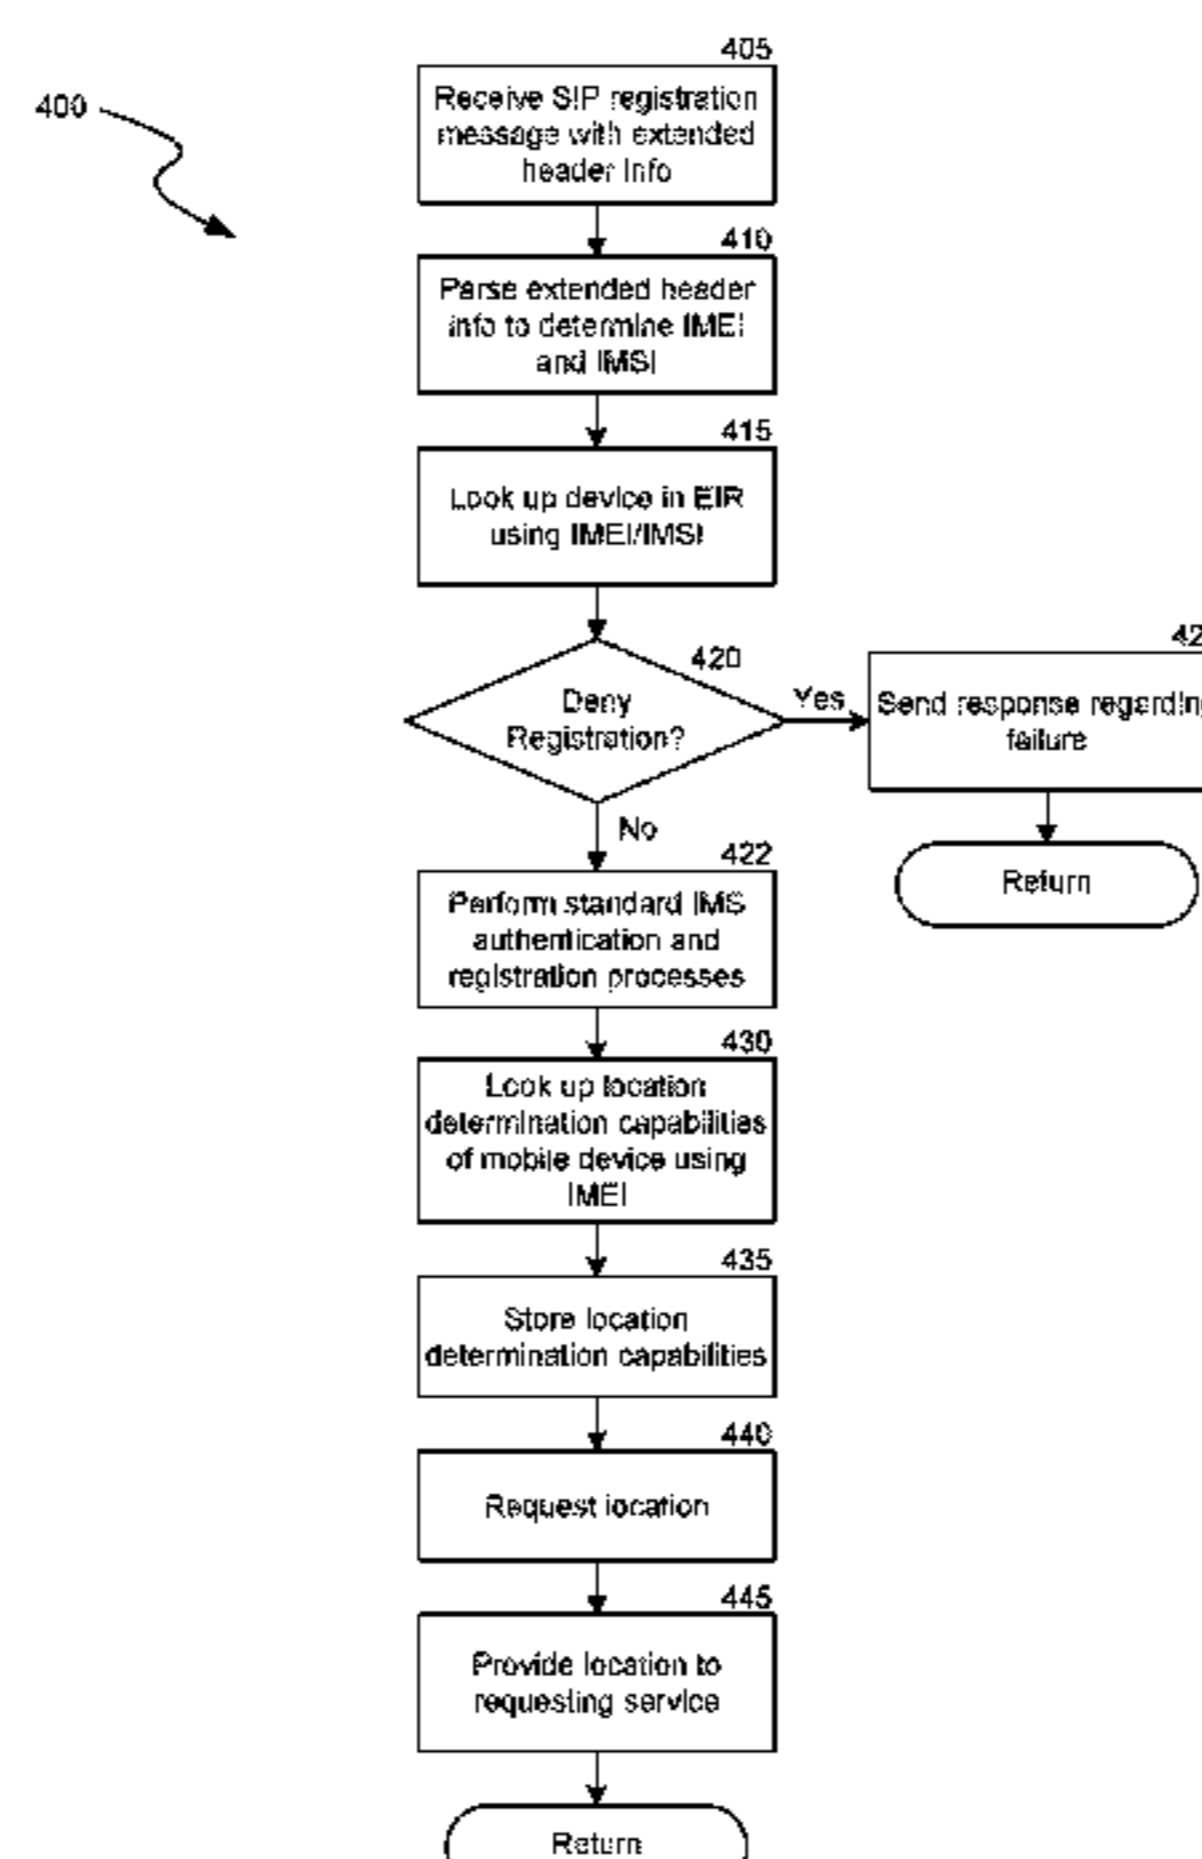 400
405
Receive SIP registration
message with extended
header info
410
Parse extended header
info to determine IMEI
and IMSI
415
Look up device in EIR
using IMEI/IMSI
420
Deny
Registration?
Yes
Send response regarding
failure
Return
No
422
Perform standard IMS
authentication and
registration processes
430
Look up location
determination capabilities
of mobile device using
IMEI
435
Store location
determination capabilities
440
Request location
445
Provide location to
requesting service
Return